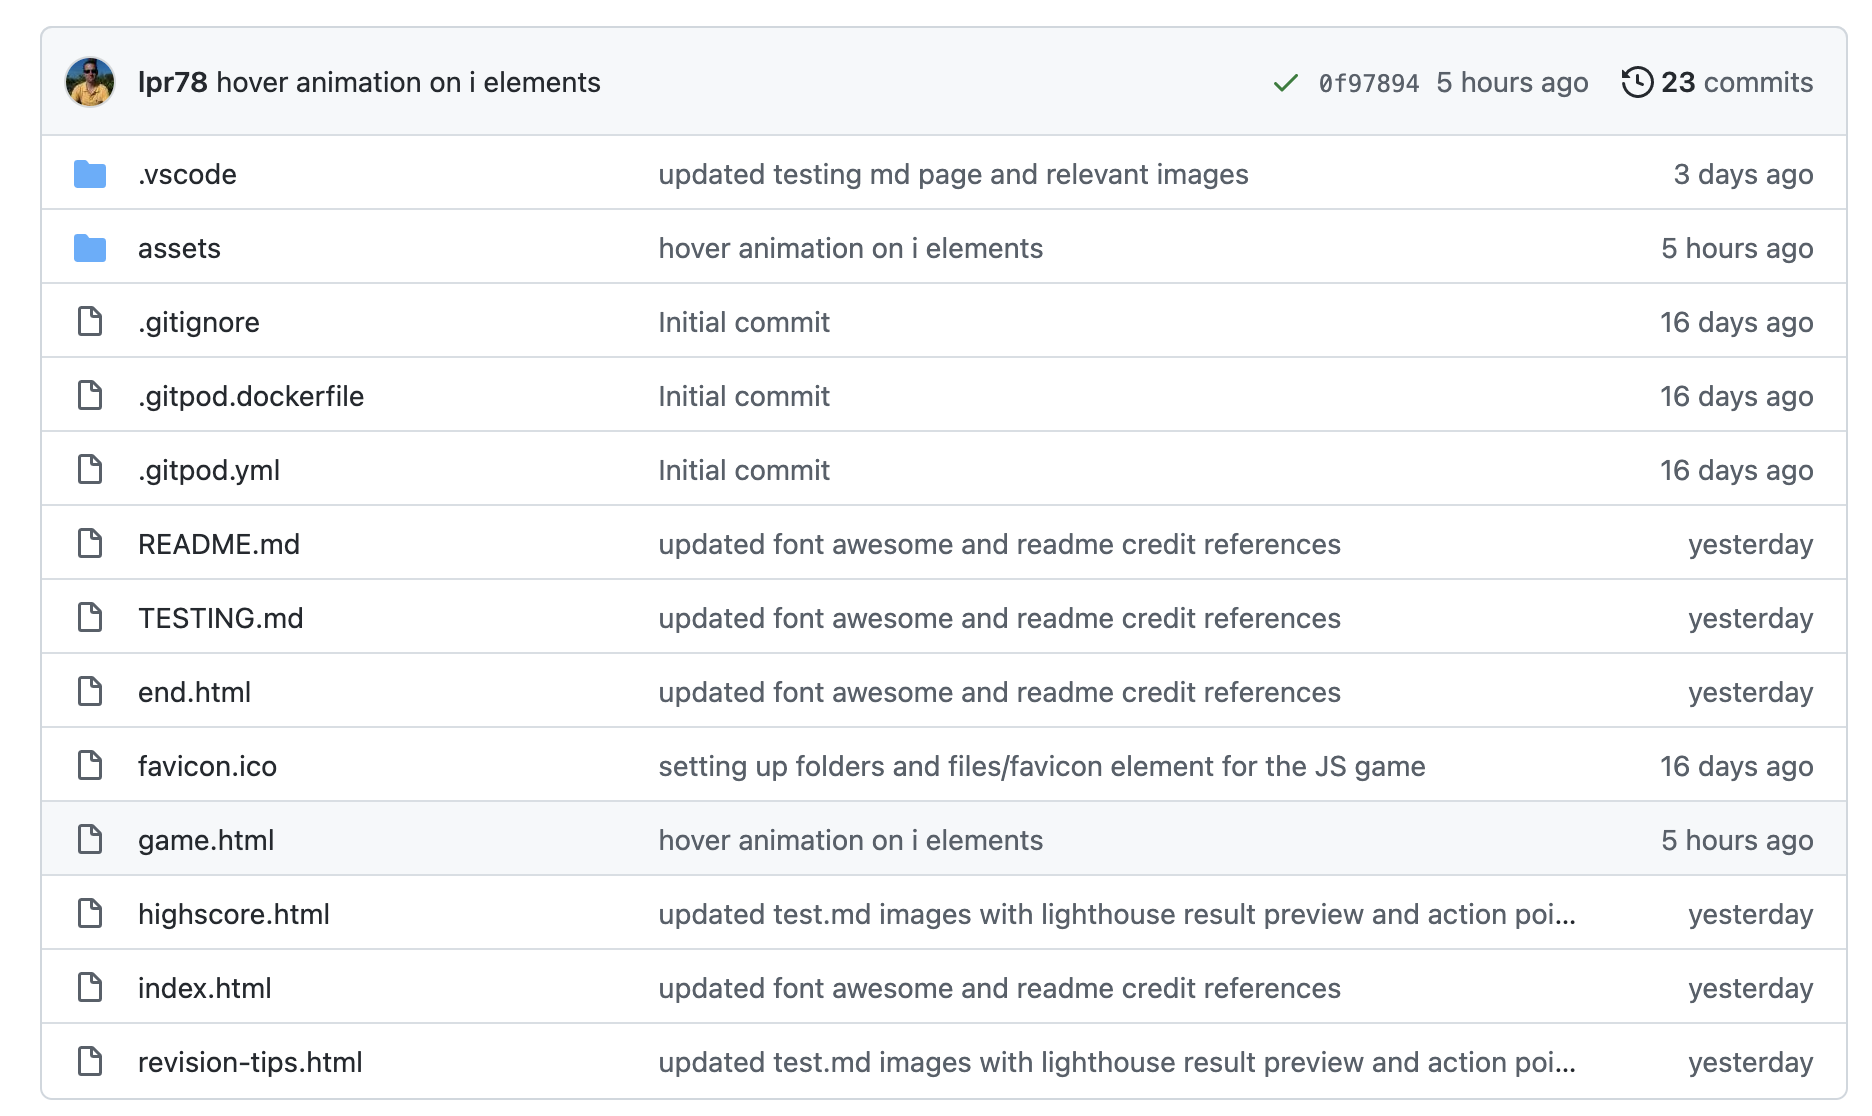 lpr78 hover animation on i elements 0f97894 5 hours ago 23 commits
.vscode updated testing md page and relevant images 3 days ago
assets hover animation on i elements 5 hours ago
.gitignore Initial commit 16 days ago
.gitpod.dockerfile Initial commit 16 days ago
.gitpod.yml Initial commit 16 days ago
README.md updated font awesome and readme credit references yesterday
TESTING.md updated font awesome and readme credit references yesterday
end.html updated font awesome and readme credit references yesterday
favicon.ico setting up folders and files/favicon element for the JS game 16 days ago
game.html hover animation on i elements 5 hours ago
highscore.html updated test.md images with lighthouse result preview and action poi... yesterday
index.html updated font awesome and readme credit references yesterday
revision-tips.html updated test.md images with lighthouse result preview and action poi... yesterday